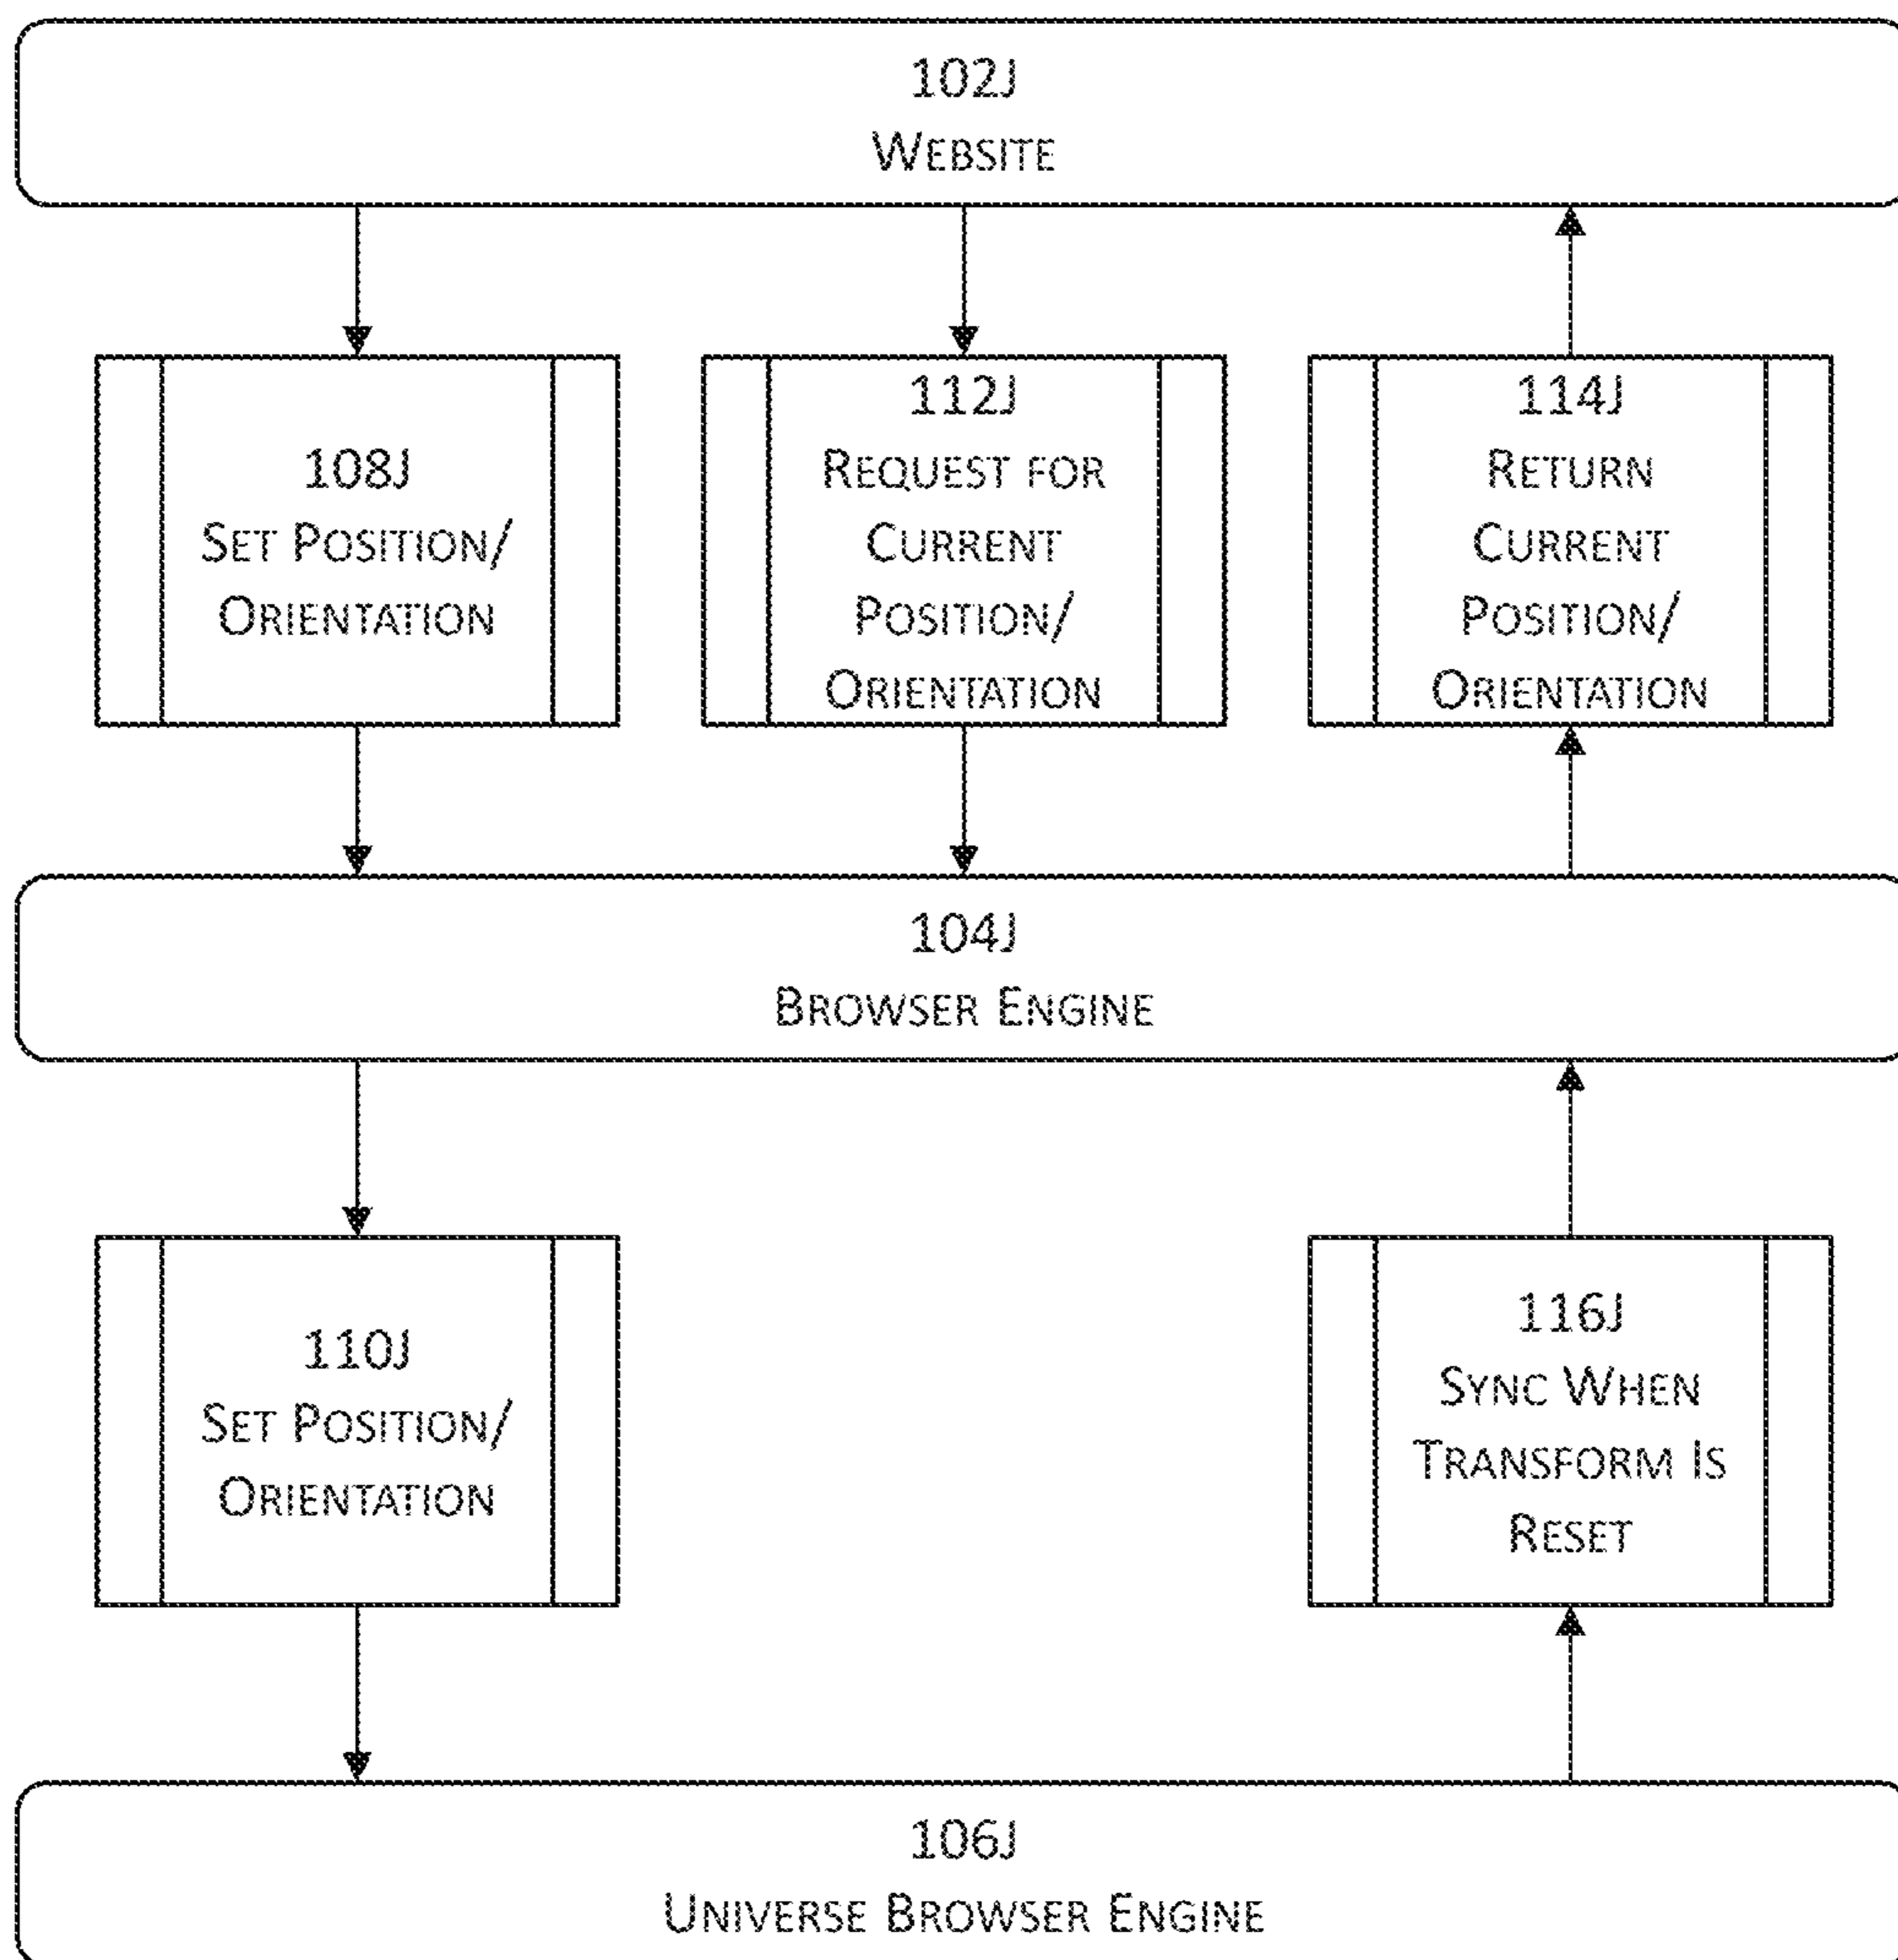 102J
WEBSITE
108J
SET POSITION/
ORIENTATION
112J
REQUEST FOR
CURRENT
POSITION/
ORIENTATION
114J
RETURN
CURRENT
POSITION/
ORIENTATION
104J
BROWSER ENGINE
110J
SET POSITION/
ORIENTATION
116J
SYNC WHEN
TRANSFORM IS
RESET
106J
UNIVERSE BROWSER ENGINE